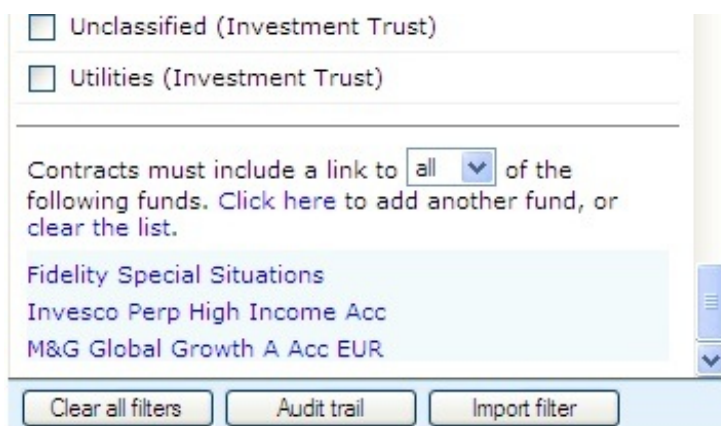 Unclassified (Investment Trust)
Utilities (Investment Trust)
Contracts must include a link to all of the
following funds. Click here to add another fund, or
clear the list.
Fidelity Special Situations
Invesco Perp High Income Acc
M&G Global Growth A Acc EUR
Clear all filters Audit trail Import filter